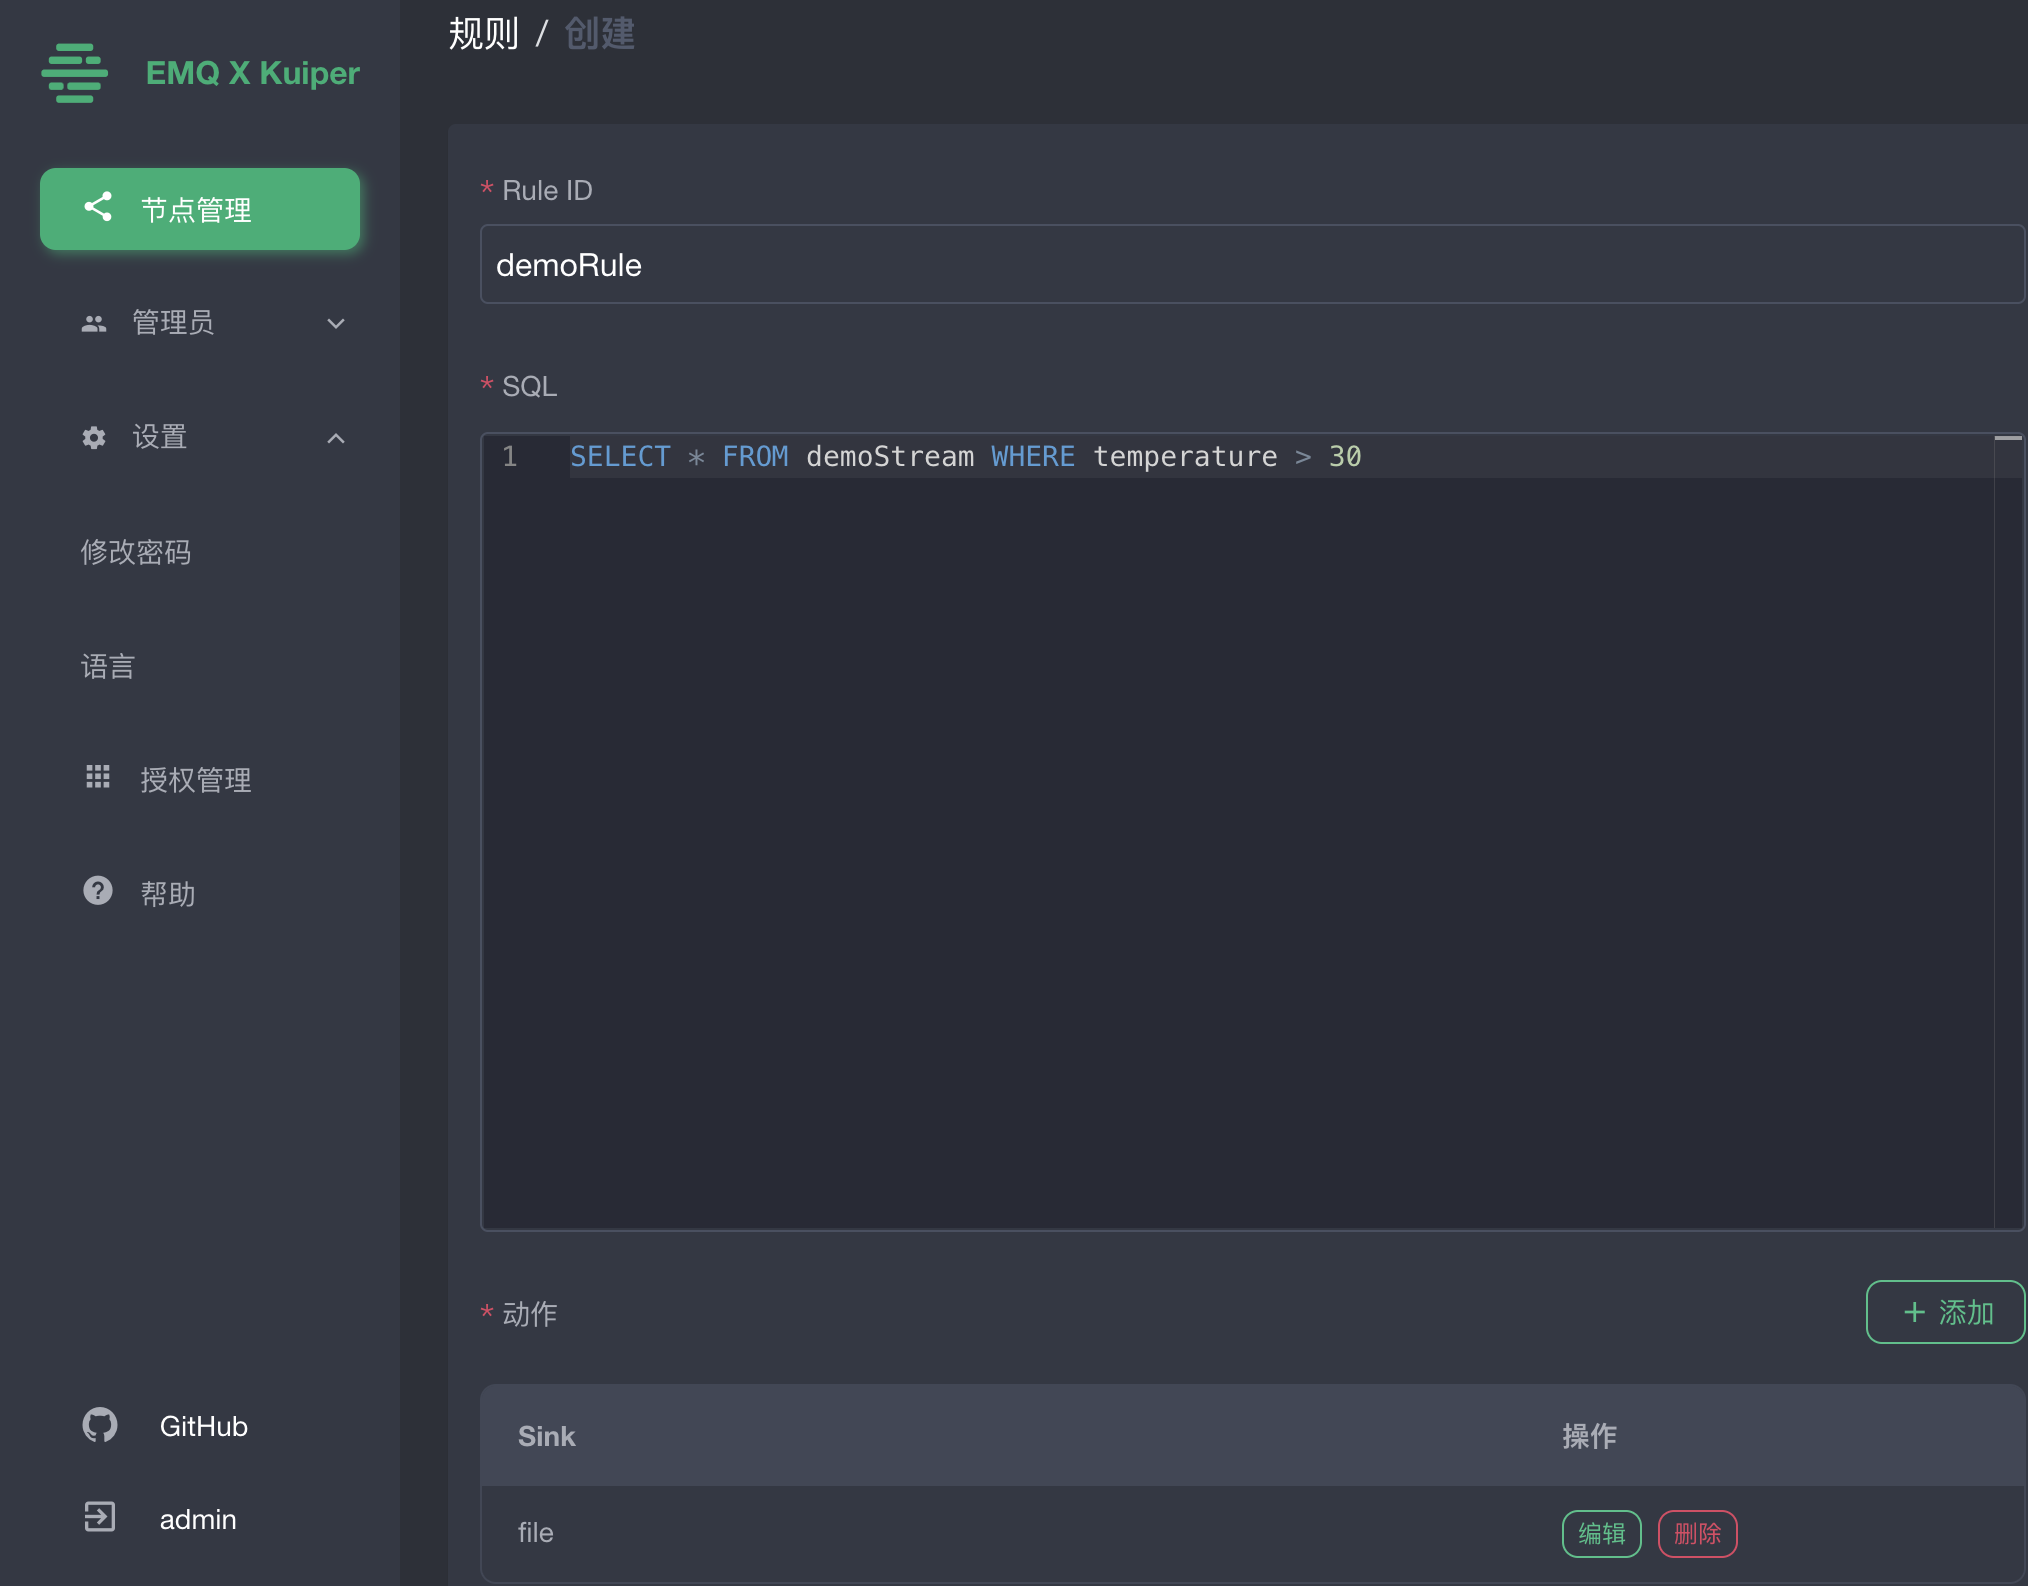 EMQ X Kuiper
节点管理
管理员
设置
修改密码
语言
授权管理
帮助
GitHub
admin
规则 / 创建
* Rule ID
demoRule
* SQL
1 SELECT * FROM demoStream WHERE temperature > 30
* 动作
+ 添加
Sink 操作
file 编辑 删除